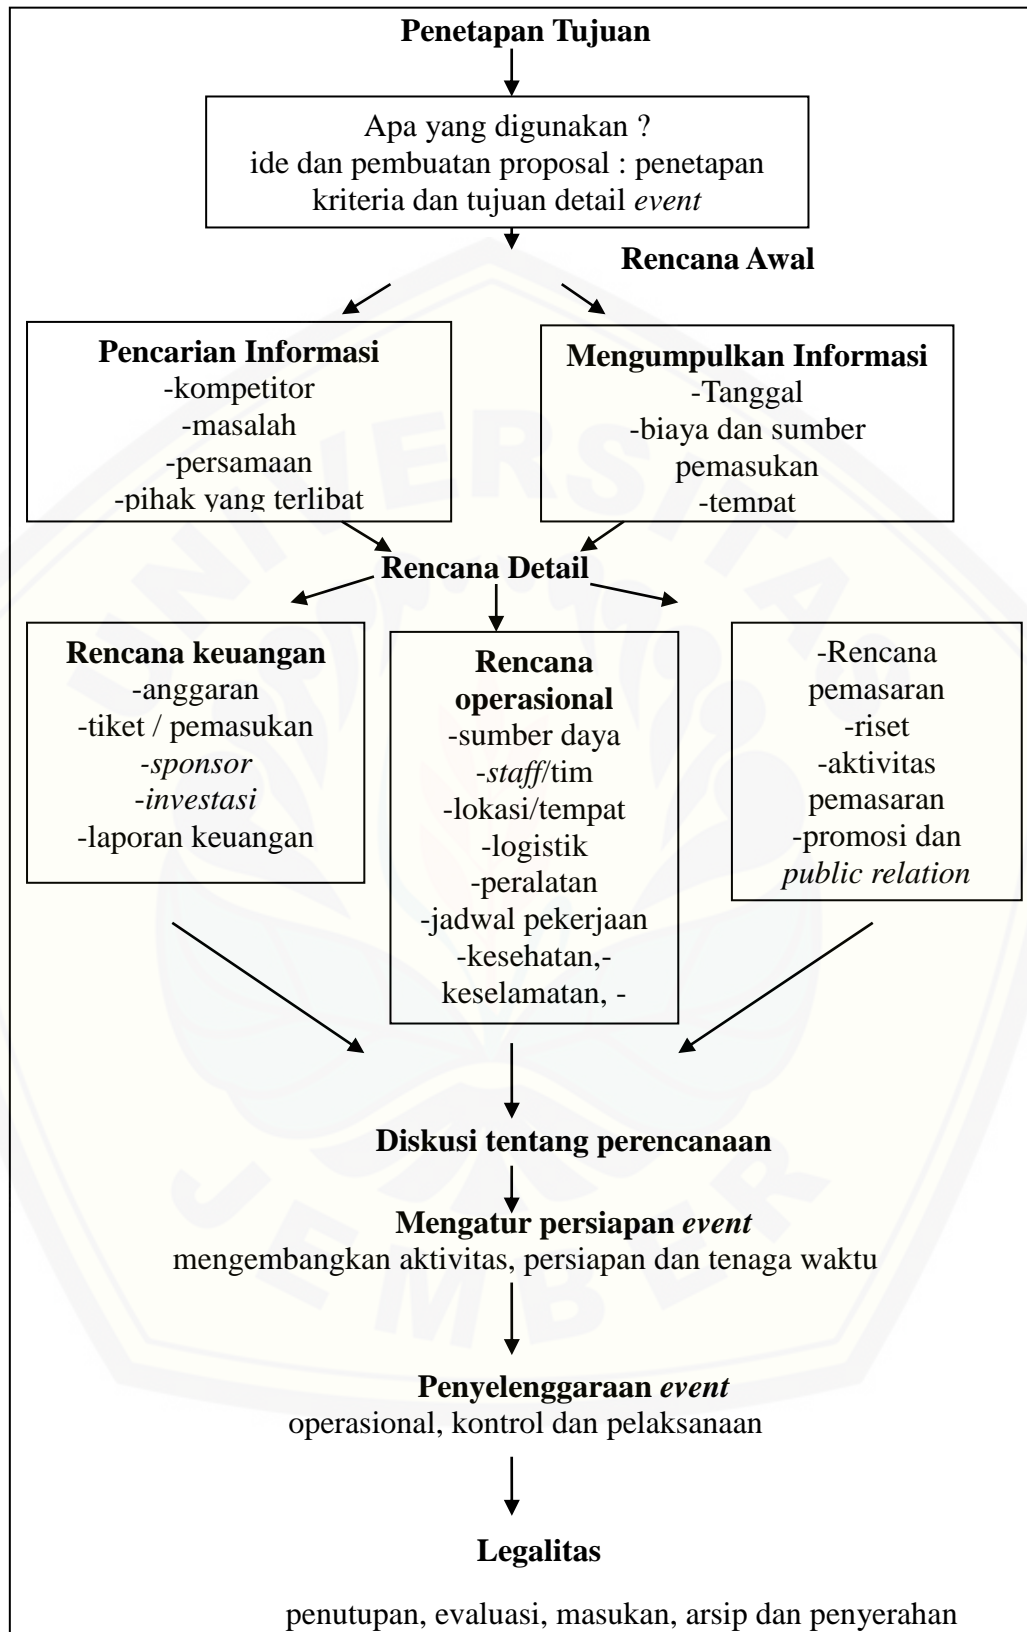 Penetapan Tujuan
Apa yang digunakan ?
ide dan pembuatan proposal : penetapan
kriteria dan tujuan detail event
Rencana Awal
Pencarian Informasi
-kompetitor
-masalah
-persamaan
-pihak yang terlibat
Mengumpulkan Informasi
-Tanggal
-biaya dan sumber
pemasukan
-tempat
Rencana Detail
Rencana keuangan
-anggaran
-tiket / pemasukan
-sponsor
-investasi
-laporan keuangan
Rencana
operasional
-sumber daya
-staff/tim
-lokasi/tempat
-logistik
-peralatan
-jadwal pekerjaan
-kesehatan,-
keselamatan, -
-Rencana
pemasaran
-riset
-aktivitas
pemasaran
-promosi dan
public relation
Diskusi tentang perencanaan
Mengatur persiapan event
mengembangkan aktivitas, persiapan dan tenaga waktu
Penyelenggaraan event
operasional, kontrol dan pelaksanaan
Legalitas
penutupan, evaluasi, masukan, arsip dan penyerahan
UNIVERSITAS
JEMBER